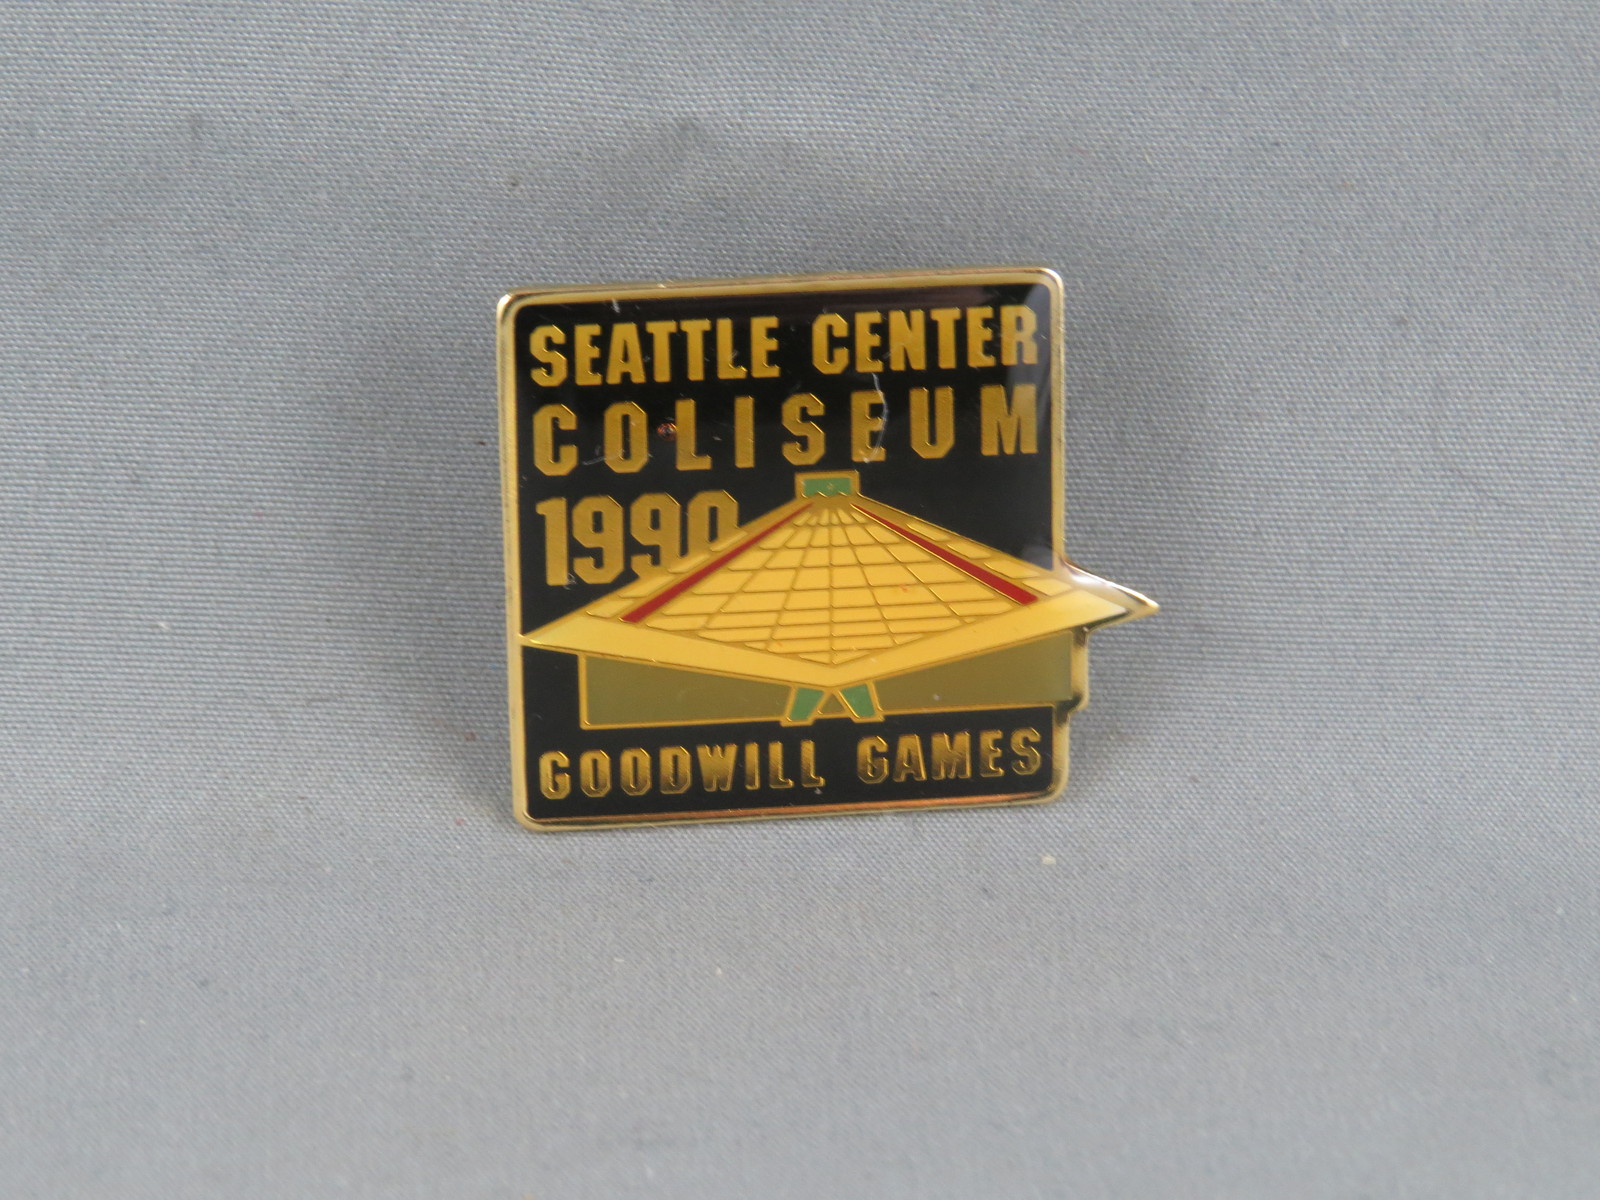 SEATTLE CENTER
COLISEUM
1990
GOODWILL GAMES